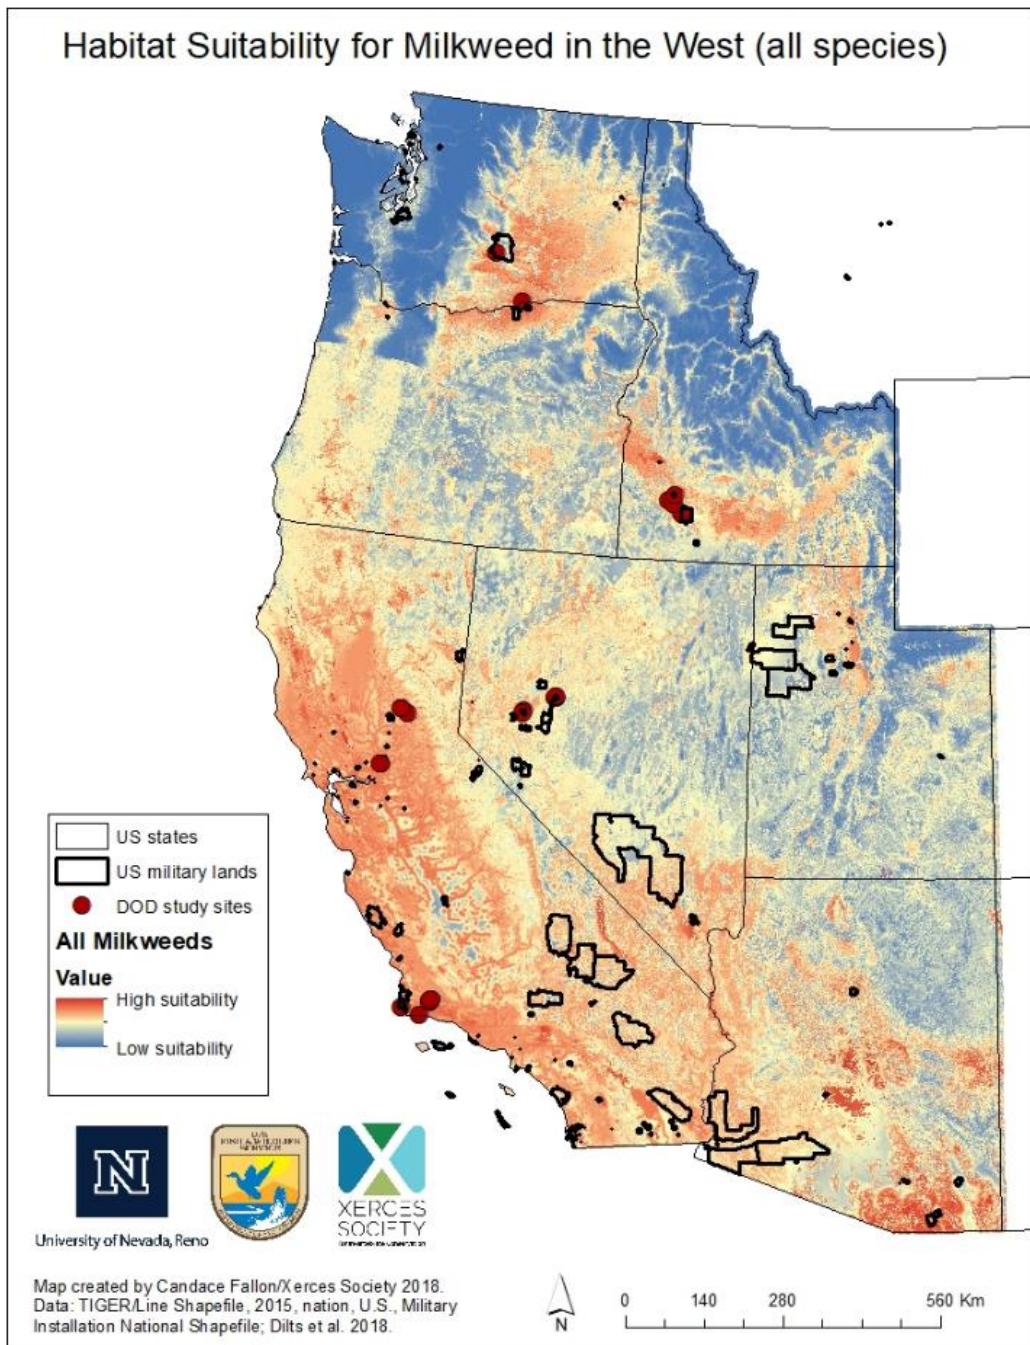 Habitat Suitability for Milkweed in the West (all species)
US states
US military lands
DOD study sites
All Milkweeds
Value
High suitability
Low suitability
N
University of Nevada, Reno
U.S.
FISH & WILDLIFE
SERVICE
XERCES
SOCIETY
Map created by Candace Fallon/Xerces Society 2018.
Data: TIGER/Line Shapefile, 2015, nation, U.S., Military
Installation National Shapefile; Dilts et al. 2018.
N
0 140 280 560 Km